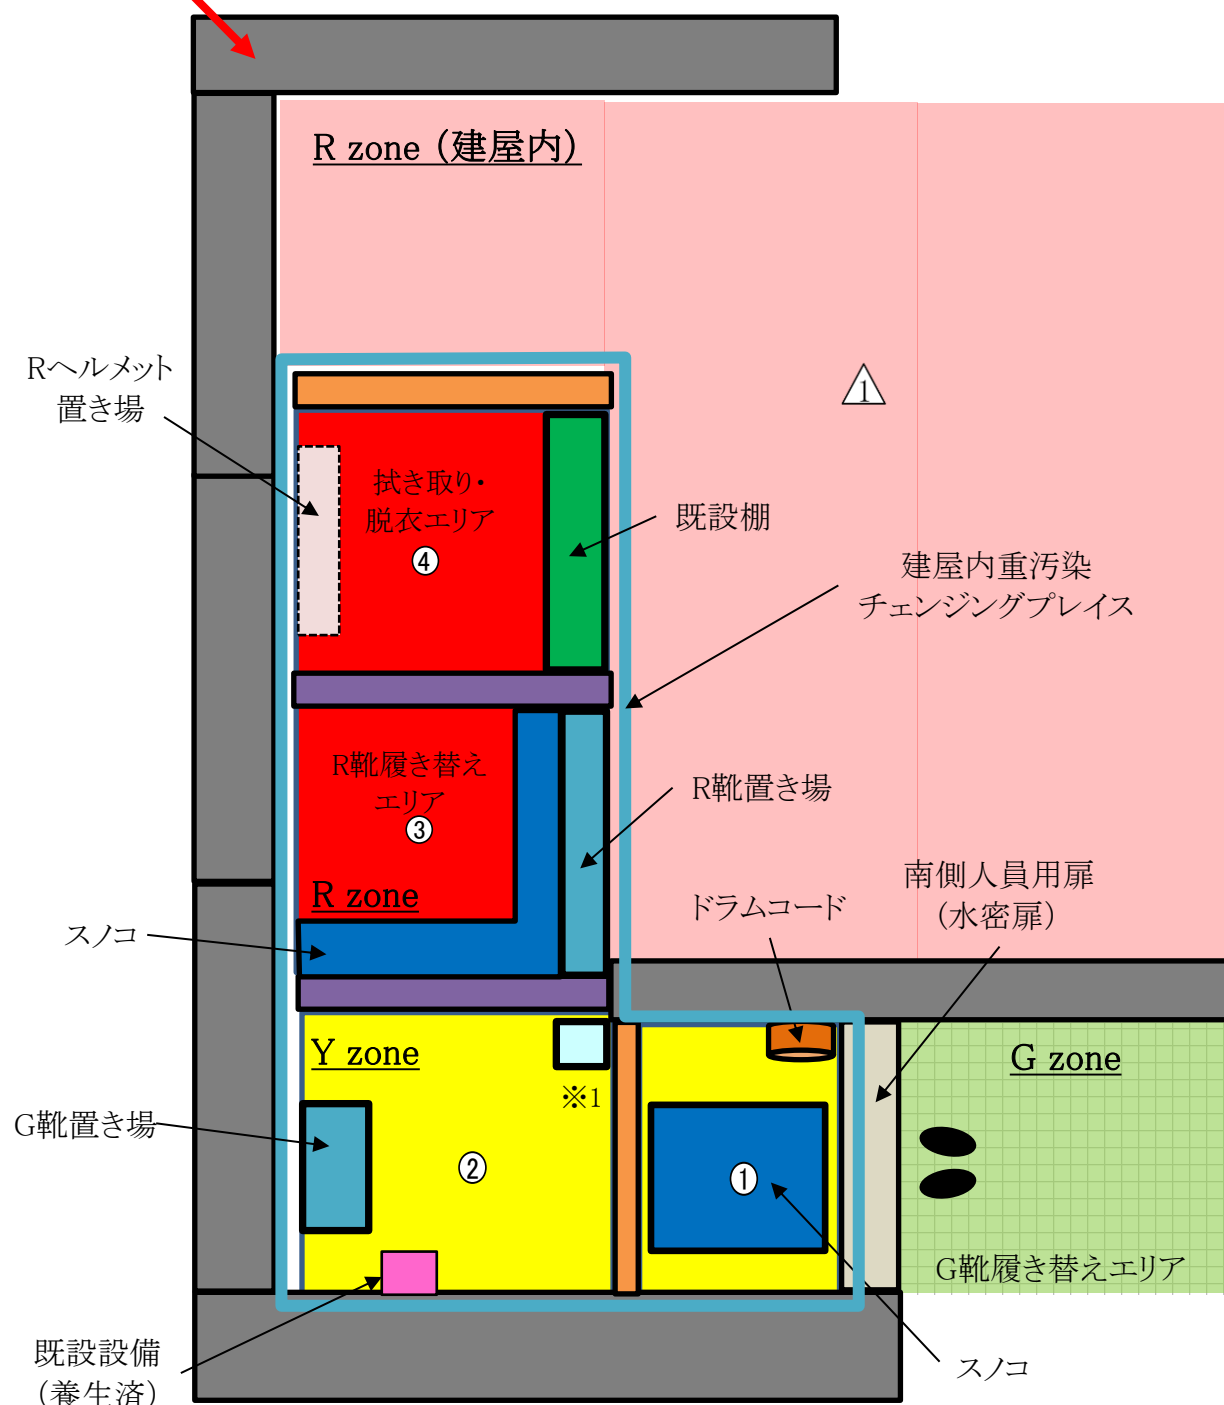 R zone（建屋内）
Rヘルメット
置き場
1
拭き取り・
脱衣エリア
④
既設棚
建屋内重汚染
チェンジングプレイス
R靴履き替え
エリア
③
R靴置き場
R zone
スノコ
ドラムコード
南側人員用扉
（水密扉）
Y zone
※1
G zone
G靴置き場
②
①
G靴履き替えエリア
既設設備
（養生済）
スノコ